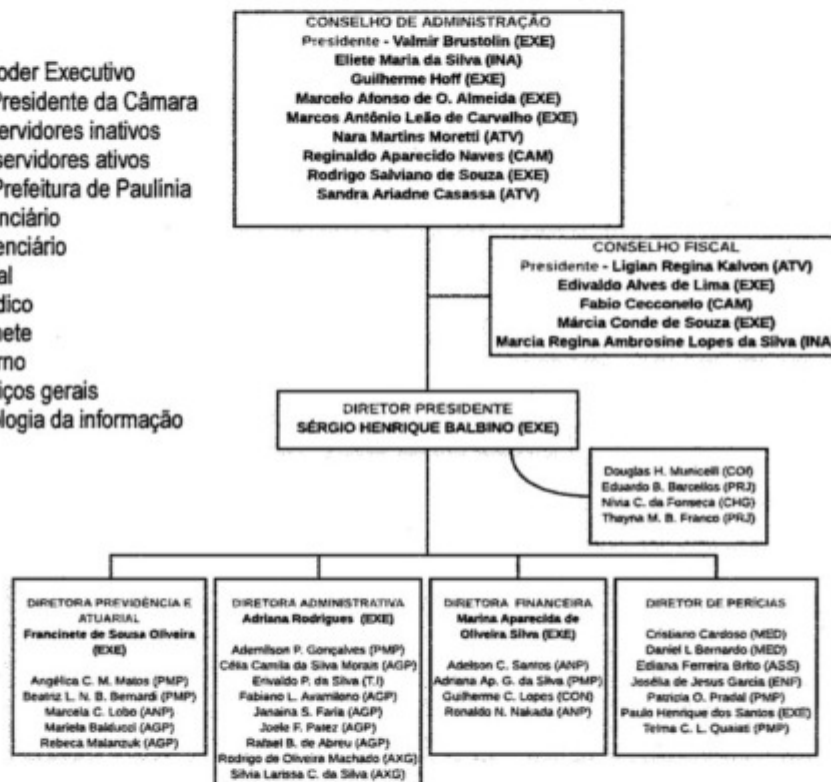 CONSELHO DE ADMINISTRAÇÃO
Presidente - Valmir Brustolin (EXE)
Eliete Maria da Silva (INA)
Guilherme Hoff (EXE)
Marcelo Afonso de O. Almeida (EXE)
Marcos Antônio Leão de Carvalho (EXE)
Nara Martins Moretti (ATV)
Reginaldo Aparecido Naves (CAM)
Rodrigo Salviano de Souza (EXE)
Sandra Ariadne Casassa (ATV)
oder Executivo
Presidente da Câmara
ervidores inativos
servidores ativos
Prefeitura de Paulínia
nciário
enciário
al
dico
nete
rno
iços gerais
logia da informação
CONSELHO FISCAL
Presidente - Ligian Regina Kalvon (ATV)
Edivaldo Alves de Lima (EXE)
Fabio Cecconelo (CAM)
Márcia Conde de Souza (EXE)
Marcia Regina Ambrosine Lopes da Silva (INA)
DIRETOR PRESIDENTE
SÉRGIO HENRIQUE BALBINO (EXE)
Douglas H. Municelli (COI)
Eduardo B. Barcellos (PRJ)
Nívia C. da Fonseca (CHG)
Thayna M. B. Franco (PRJ)
DIRETORA PREVIDÊNCIA E
ATUARIAL
Francinete de Sousa Oliveira
(EXE)
Angélica C. M. Matos (PMP)
Beatriz L. N. B. Bernardi (PMP)
Marcela C. Lobo (ANP)
Mariela Balducci (AGP)
Rebeca Malanzuk (AGP)
DIRETORA ADMINISTRATIVA
Adriana Rodrigues (EXE)
Ademilson P. Gonçalves (PMP)
Célia Camila da Silva Morais (AGP)
Erivaldo P. da Silva (T.I)
Fabiano L. Avamilono (AGP)
Janaina S. Faria (AGP)
Joele F. Patez (AGP)
Rafael B. de Abreu (AGP)
Rodrigo de Oliveira Machado (AXG)
Silvia Larissa C. da Silva (AXG)
DIRETORA FINANCEIRA
Marina Aparecida de
Oliveira Silva (EXE)
Adelson C. Santos (ANP)
Adriana Ap. G. da Silva (PMP)
Guilherme C. Lopes (CON)
Ronaldo N. Nakada (ANP)
DIRETOR DE PERÍCIAS
Cristiano Cardoso (MED)
Daniel L Bernardo (MED)
Ediana Ferreira Brito (ASS)
Josélia de Jesus Garcia (ENF)
Patrizia O. Pradal (PMP)
Paulo Henrique dos Santos (EXE)
Telma C. L. Quaiati (PMP)